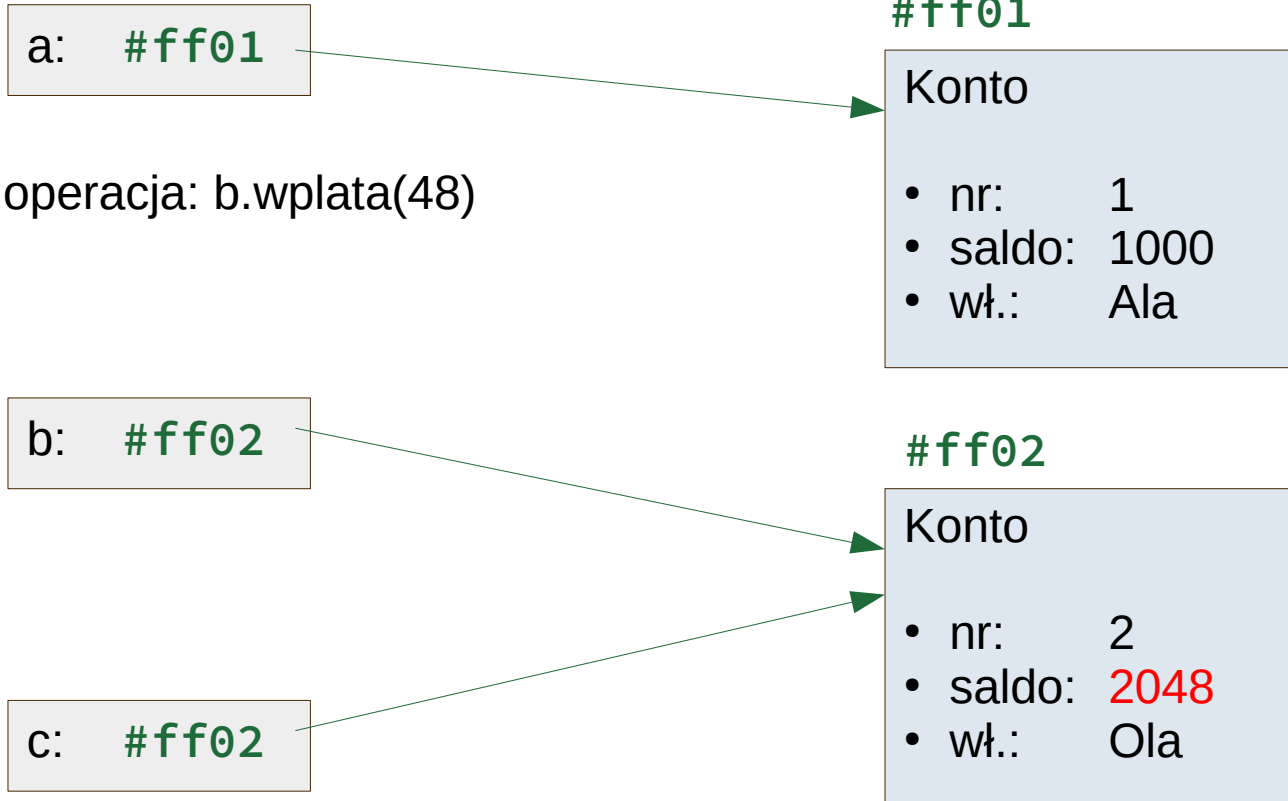 a: #ff01
#ff01
Konto
• nr: 1
• saldo: 1000
• wł.: Ala
operacja: b.wplata(48)
b: #ff02
#ff02
Konto
• nr: 2
• saldo: 2048
• wł.: Ola
c: #ff02